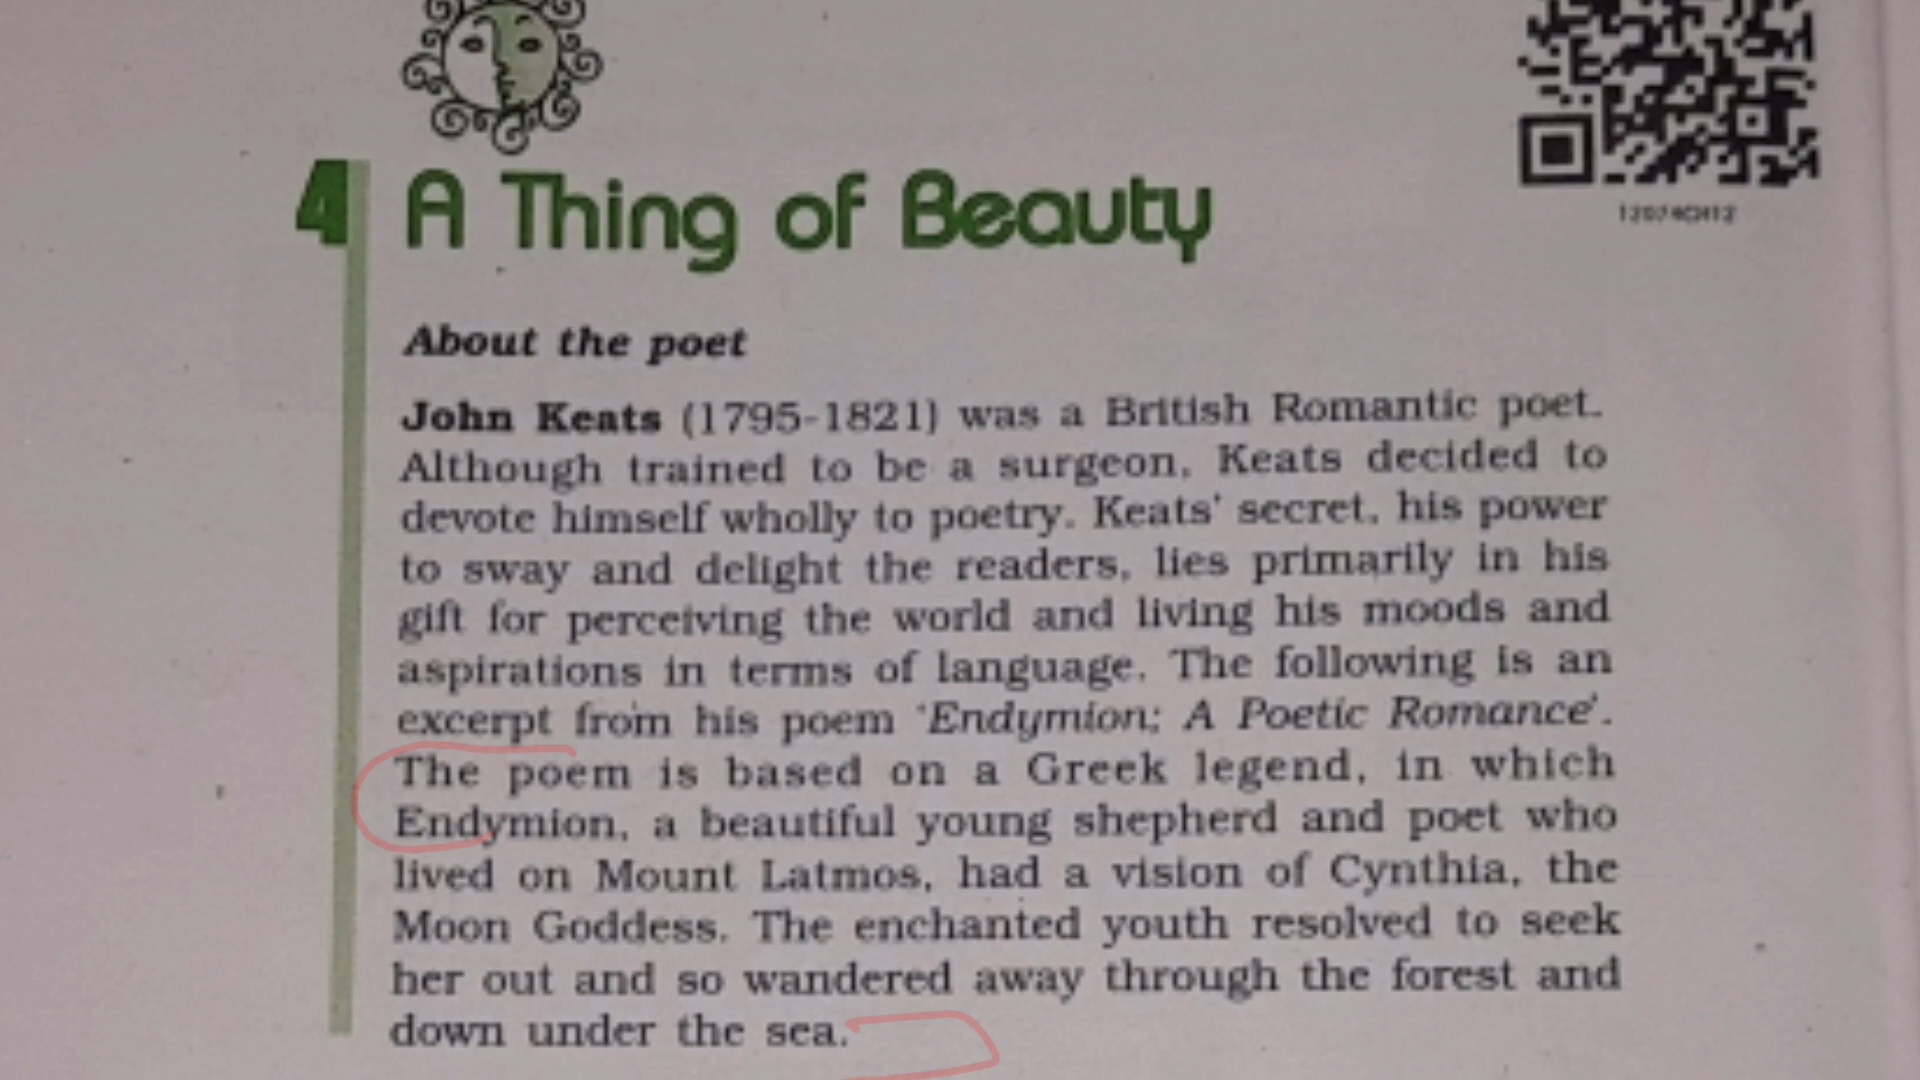 4 A Thing of Beauty
About the poet
John Keats (1795-1821) was a British Romantic poet.
Although trained to be a surgeon, Keats decided to
devote himself wholly to poetry. Keats' secret, his power
to sway and delight the readers, lies primarily in his
gift for perceiving the world and living his moods and
aspirations in terms of language. The following is an
excerpt from his poem 'Endymion; A Poetic Romance'.
The poem is based on a Greek legend, in which
Endymion, a beautiful young shepherd and poet who
lived on Mount Latmos, had a vision of Cynthia, the
Moon Goddess. The enchanted youth resolved to seek
her out and so wandered away through the forest and
down under the sea.